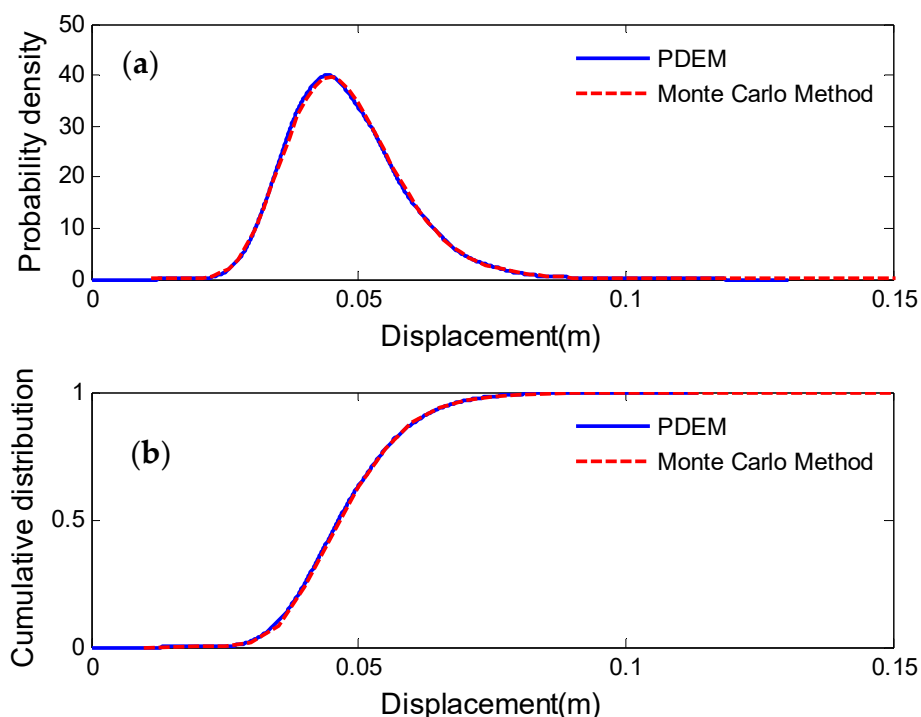 50
40
30
20
10
0
Probability density
(a)
PDEM
Monte Carlo Method
0 0.05 0.1 0.15
Displacement(m)
1
0.5
0
Cumulative distribution
(b)
PDEM
Monte Carlo Method
0 0.05 0.1 0.15
Displacement(m)